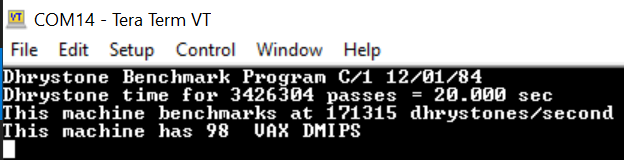 COM14 - Tera Term VT
File Edit Setup Control Window Help
Dhrystone Benchmark Program C/1 12/01/84
Dhrystone time for 3426304 passes = 20.000 sec
This machine benchmarks at 171315 dhrystones/second
This machine has 98  VAX DMIPS